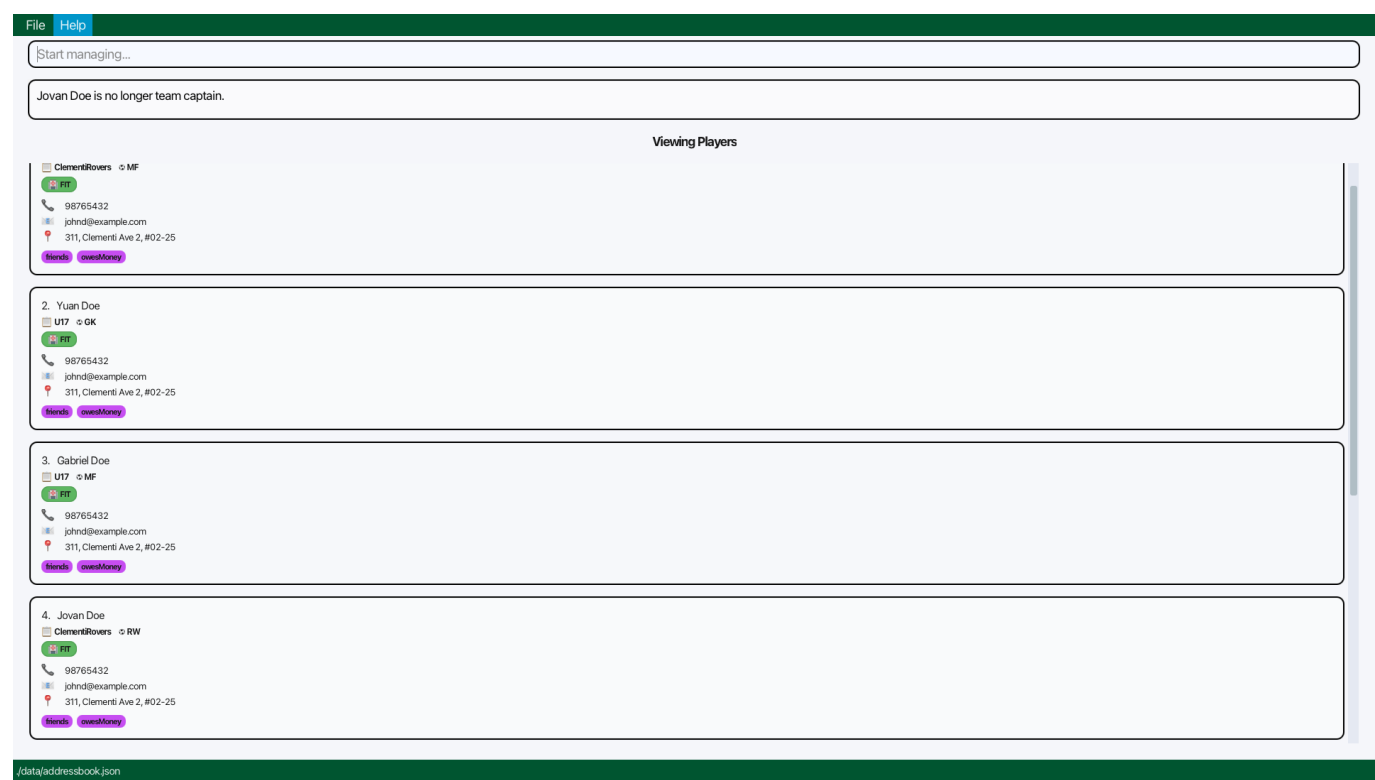 File Help
Start managing...
Jovan Doe is no longer team captain.
Viewing Players
ClementiRovers MF
FIT
98765432
johnd@example.com
311, Clementi Ave 2, #02-25
friends owesMoney
2. Yuan Doe
U17 GK
FIT
98765432
johnd@example.com
311, Clementi Ave 2, #02-25
friends owesMoney
3. Gabriel Doe
U17 MF
FIT
98765432
johnd@example.com
311, Clementi Ave 2, #02-25
friends owesMoney
4. Jovan Doe
ClementiRovers RW
FIT
98765432
johnd@example.com
311, Clementi Ave 2, #02-25
friends owesMoney
./data/addressbook.json